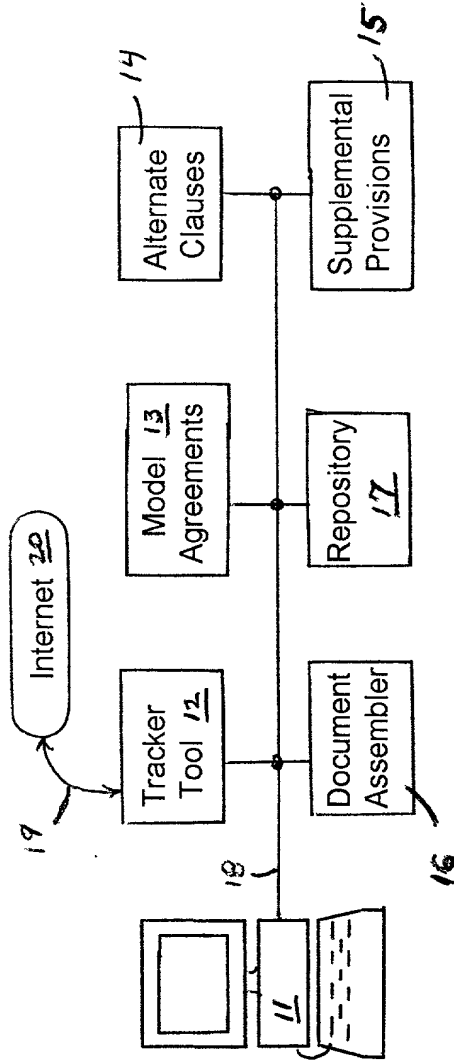 19
Internet 20
Tracker
Tool 12
Model 13
Agreements
Alternate
Clauses
14
11
18
Document
Assembler
16
Repository
17
Supplemental
Provisions
15